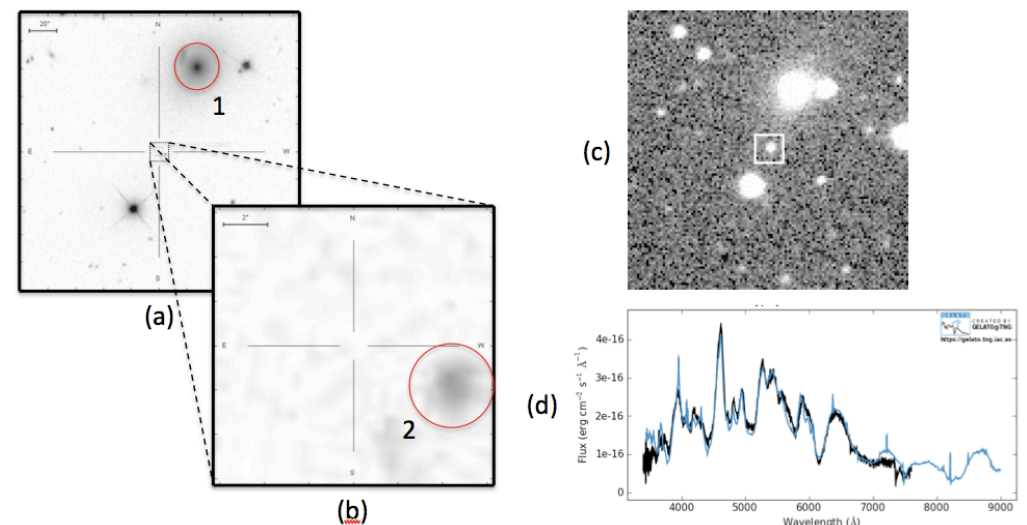 20"
N
1
E
W
S
(a)
2"
N
E
W
2
S
(b)
(c)
(d)
GELATO
CREATED BY
GELATO@TNG
https://gelato.tng.iac.es
Flux (erg cm⁻² s⁻¹ Å⁻¹)
4e-16
3e-16
2e-16
1e-16
0
4000 5000 6000 7000 8000 9000
Wavelength (Å)